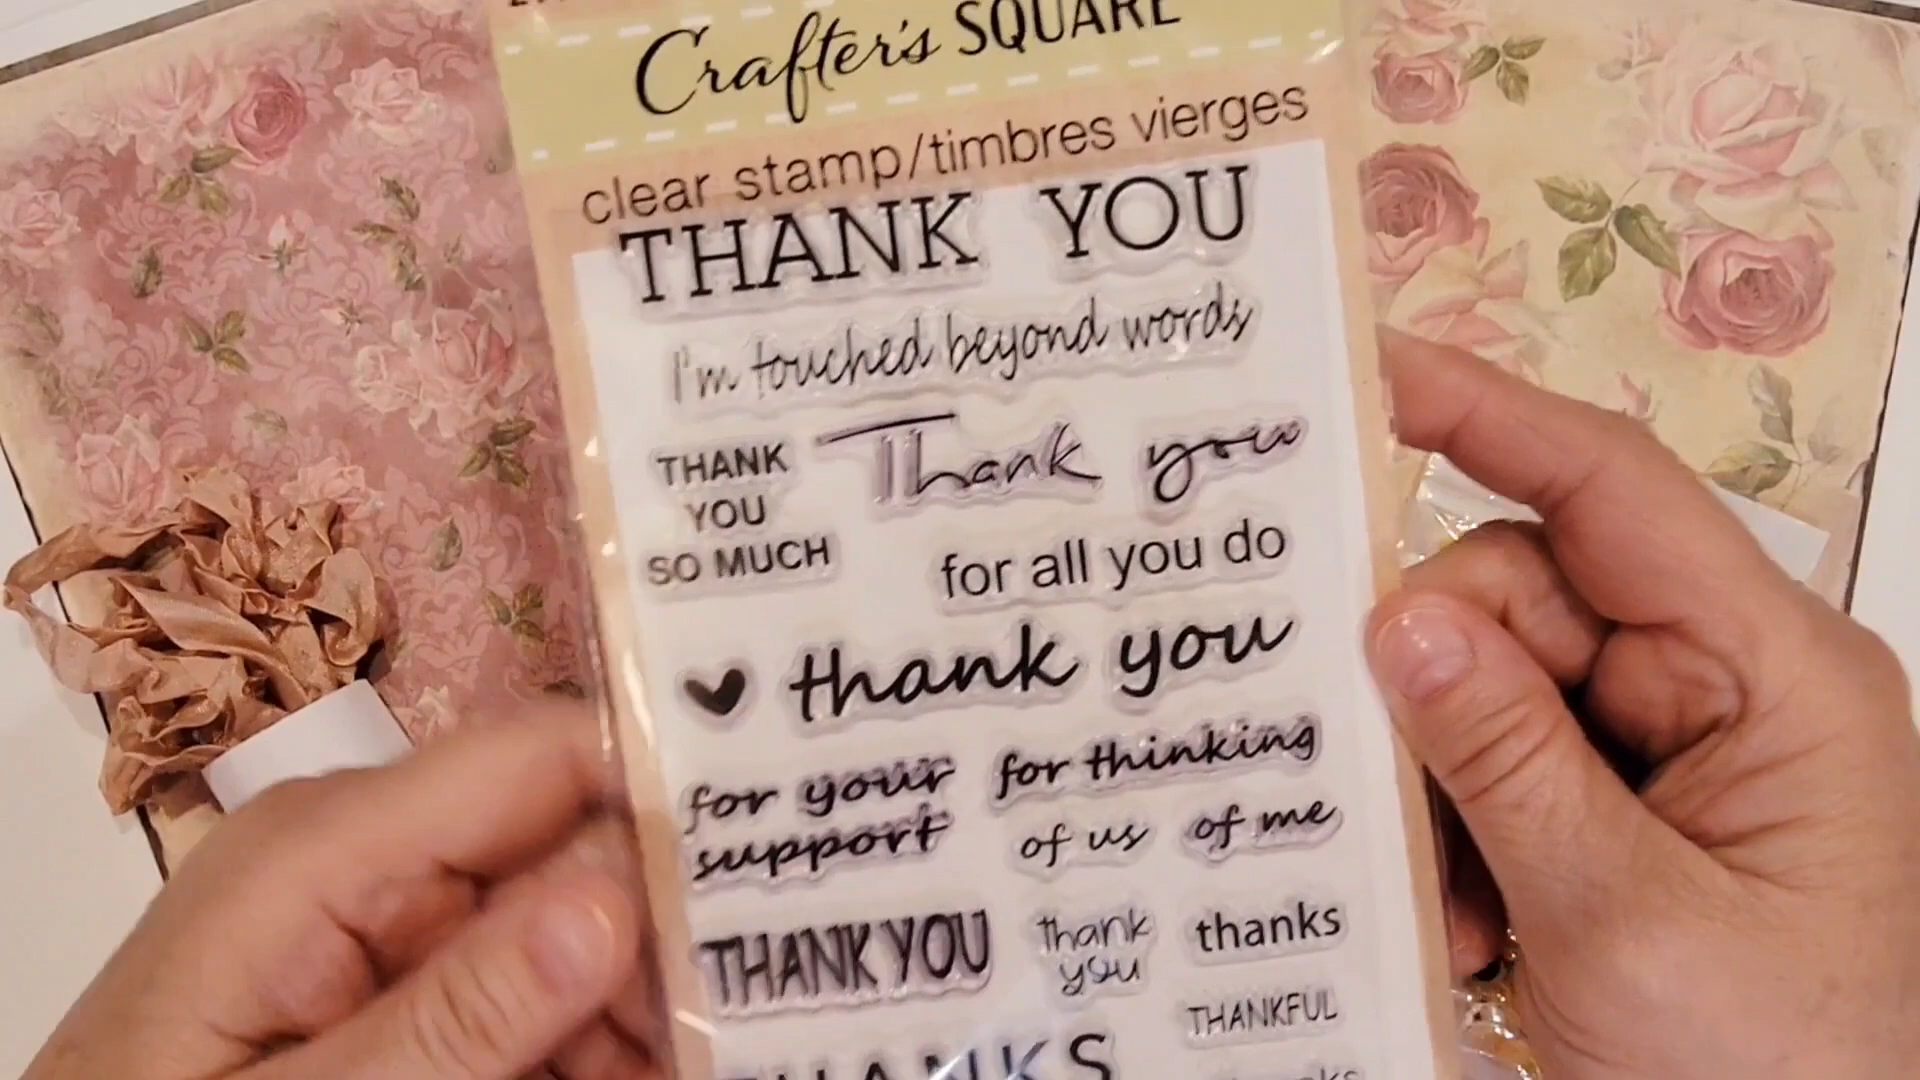 Crafter's SQUARE
clear stamp/timbres vierges
THANK YOU
I'm touched beyond words
THANK
YOU
SO MUCH
Thank you
for all you do
thank you
for your
support
for thinking
of us of me
THANK YOU
thank
you
thanks
THANKFUL
THANKS